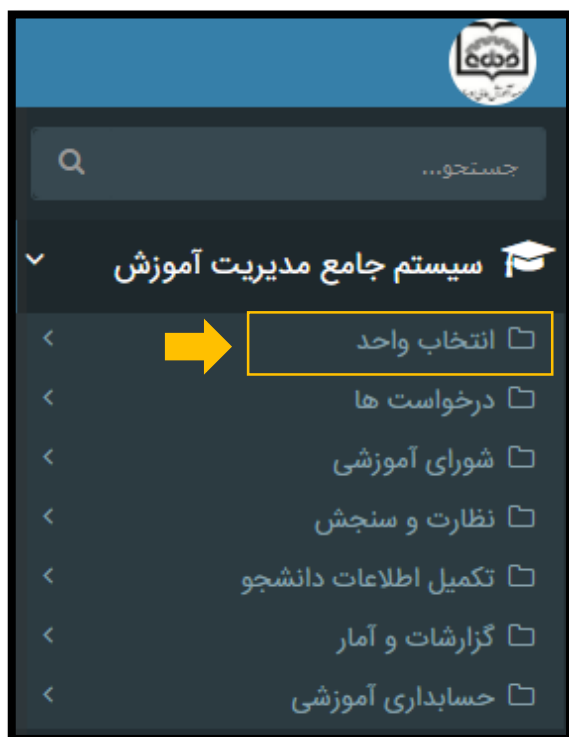 جستجو...
سیستم جامع مدیریت آموزش
انتخاب واحد
درخواست ها
شورای آموزشی
نظارت و سنجش
تکمیل اطلاعات دانشجو
گزارشات و آمار
حسابداری آموزشی